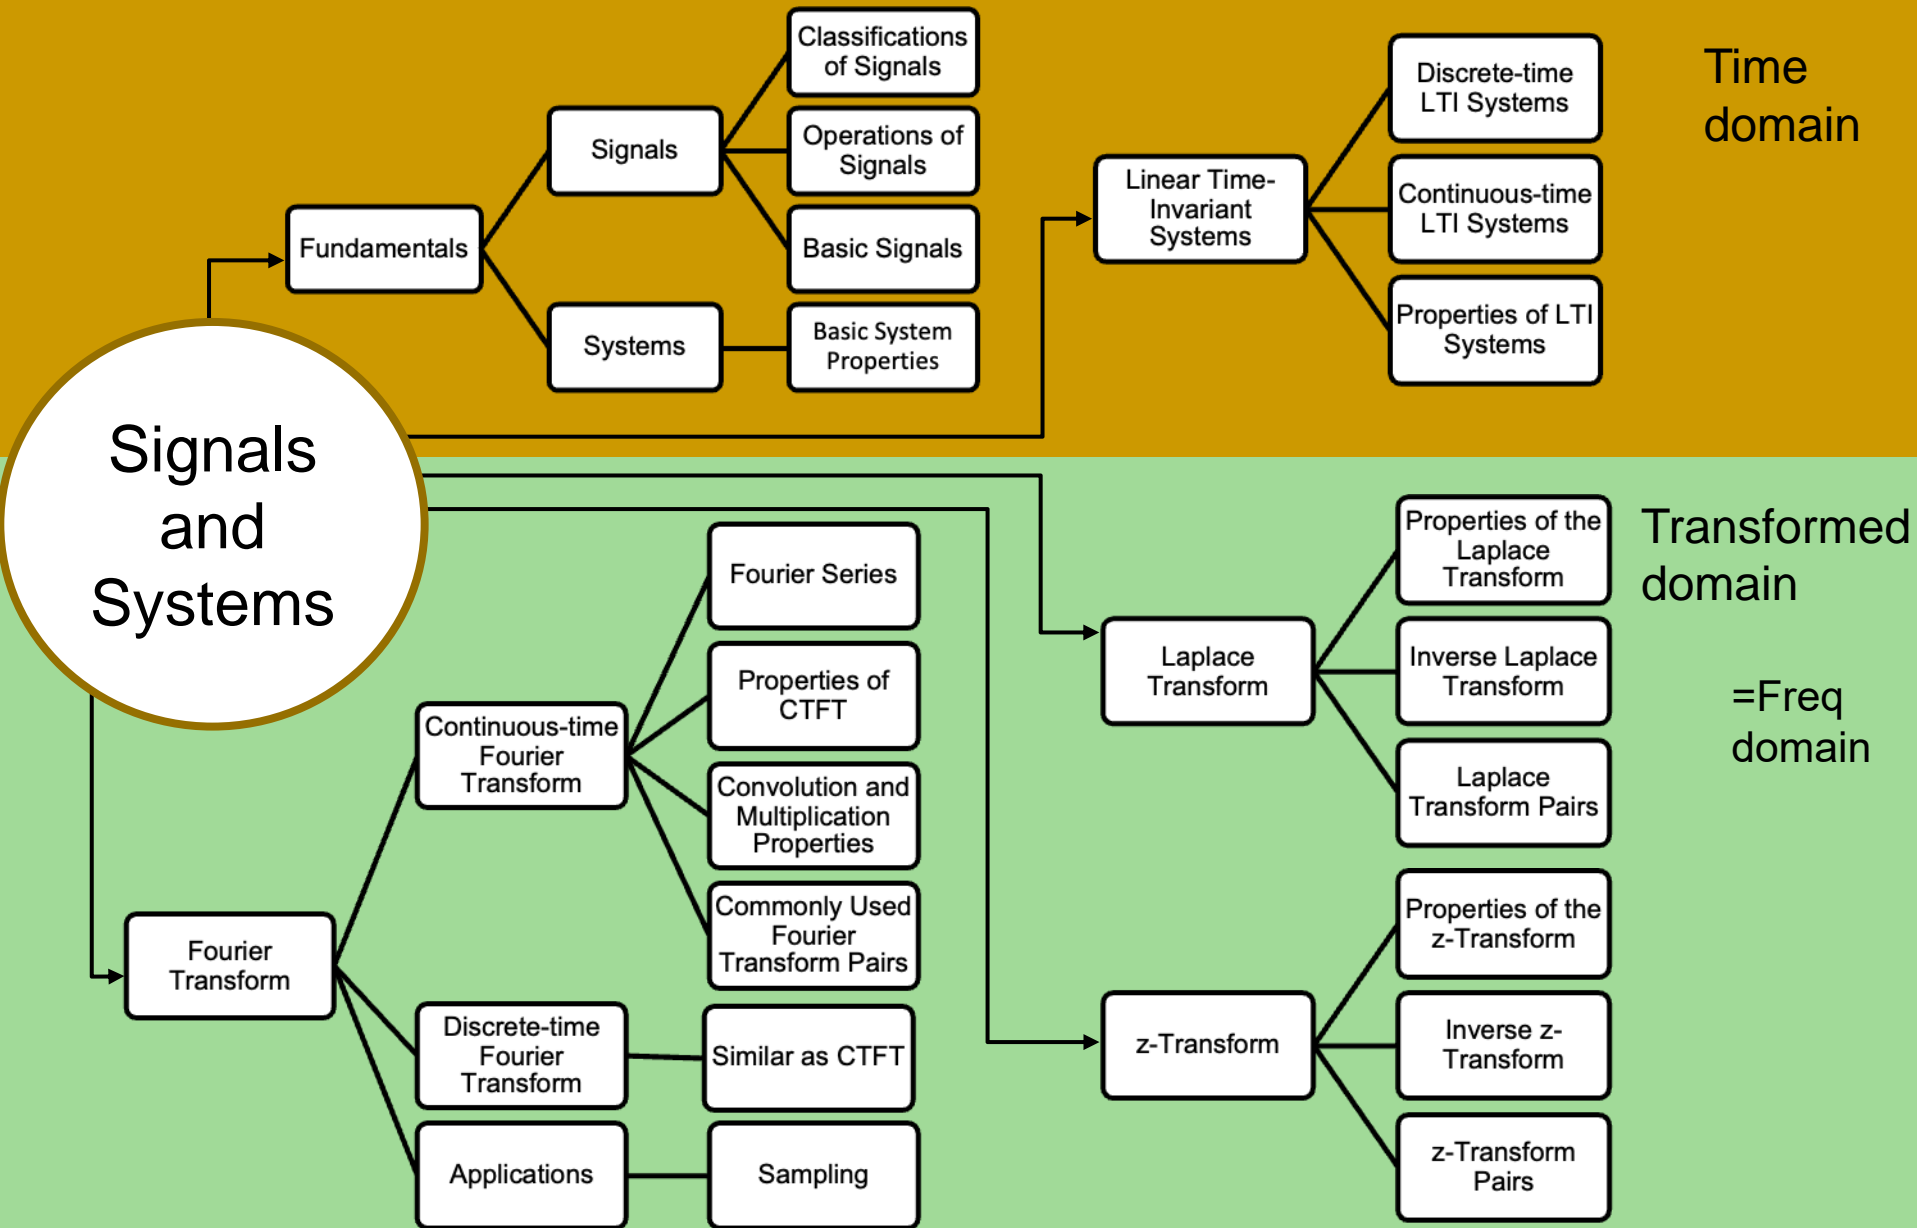 Signals
and
Systems
Time
domain
Fundamentals
Signals
Classifications
of Signals
Operations of
Signals
Basic Signals
Systems
Basic System
Properties
Linear Time-
Invariant
Systems
Discrete-time
LTI Systems
Continuous-time
LTI Systems
Properties of LTI
Systems
Transformed
domain
=Freq
domain
Fourier
Transform
Continuous-time
Fourier
Transform
Fourier Series
Properties of
CTFT
Convolution and
Multiplication
Properties
Commonly Used
Fourier
Transform Pairs
Discrete-time
Fourier
Transform
Similar as CTFT
Applications
Sampling
Laplace
Transform
Properties of the
Laplace
Transform
Inverse Laplace
Transform
Laplace
Transform Pairs
z-Transform
Properties of the
z-Transform
Inverse z-
Transform
z-Transform
Pairs